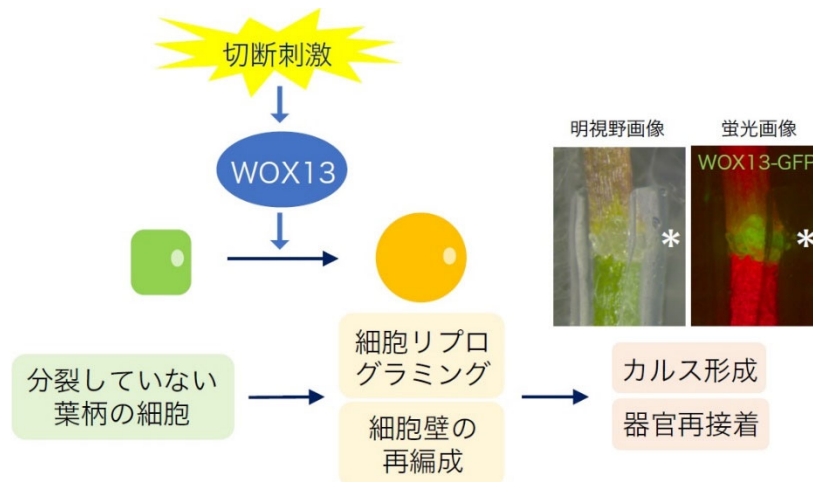 切断刺激
WOX13
明視野画像
蛍光画像
WOX13-GFP
*
*
分裂していない
葉柄の細胞
細胞リプロ
グラミング
細胞壁の
再編成
カルス形成
器官再接着